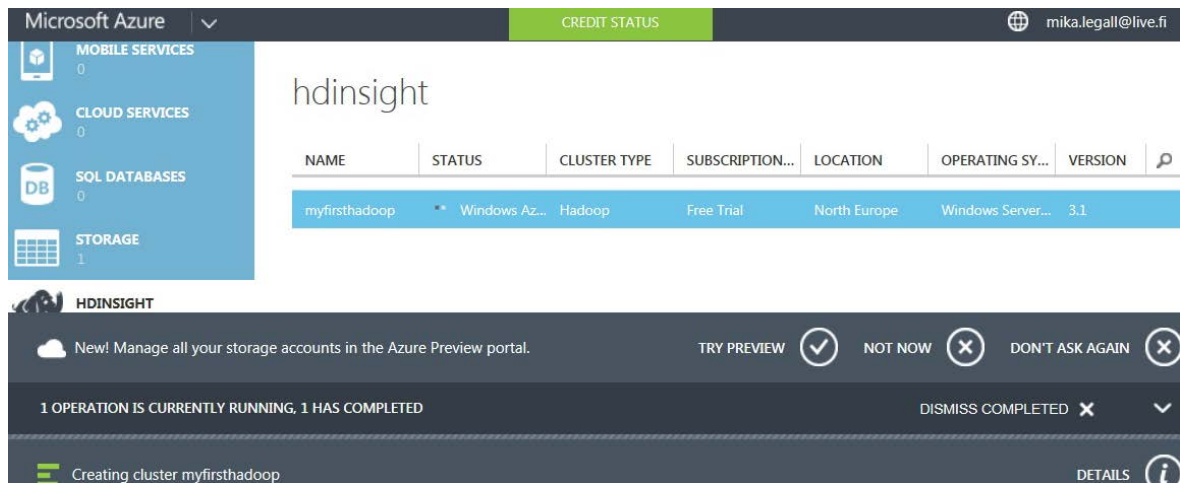 Microsoft Azure
CREDIT STATUS
mika.legall@live.fi
MOBILE SERVICES
0
CLOUD SERVICES
0
DB
SQL DATABASES
0
STORAGE
1
HDINSIGHT
hdinsight
NAME STATUS CLUSTER TYPE SUBSCRIPTION... LOCATION OPERATING SY... VERSION
myfirsthadoop Windows Az... Hadoop Free Trial North Europe Windows Server... 3.1
New! Manage all your storage accounts in the Azure Preview portal. TRY PREVIEW NOT NOW DON'T ASK AGAIN
1 OPERATION IS CURRENTLY RUNNING, 1 HAS COMPLETED DISMISS COMPLETED
Creating cluster myfirsthadoop DETAILS i